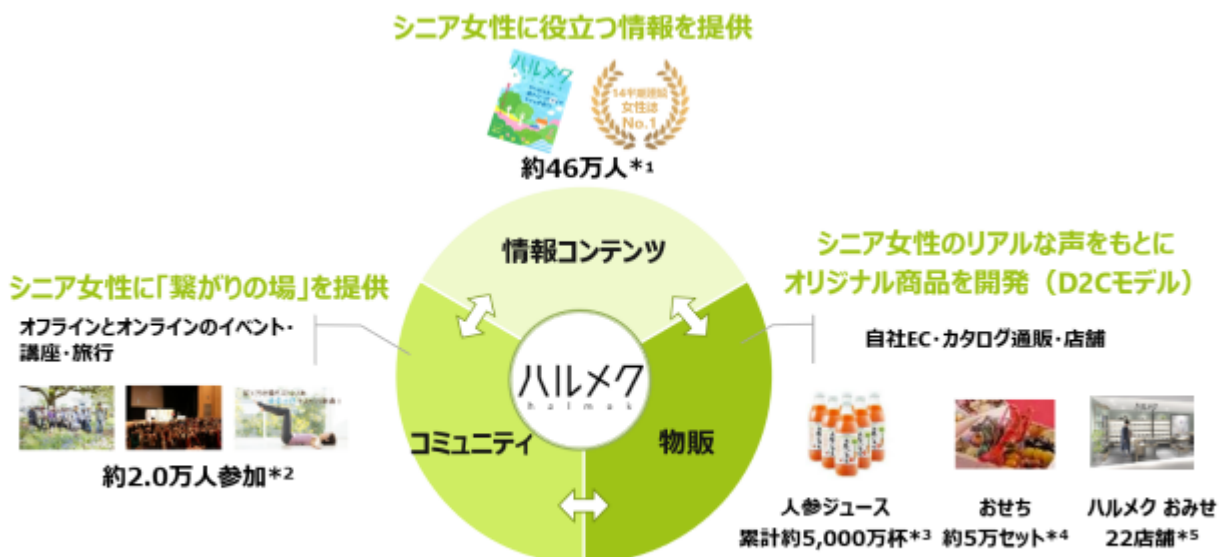 シニア女性に役立つ情報を提供
ハルメク
14半期連続
女性誌
No.1
約46万人*1
情報コンテンツ
シニア女性のリアルな声をもとに
オリジナル商品を開発（D2Cモデル）
自社EC・カタログ通販・店舗
シニア女性に「繋がりの場」を提供
オフラインとオンラインのイベント・
講座・旅行
約2.0万人参加*2
ハルメク
halmek
コミュニティ
物販
人参ジュース
累計約5,000万杯*3
おせち
約5万セット*4
ハルメク おみせ
22店舗*5